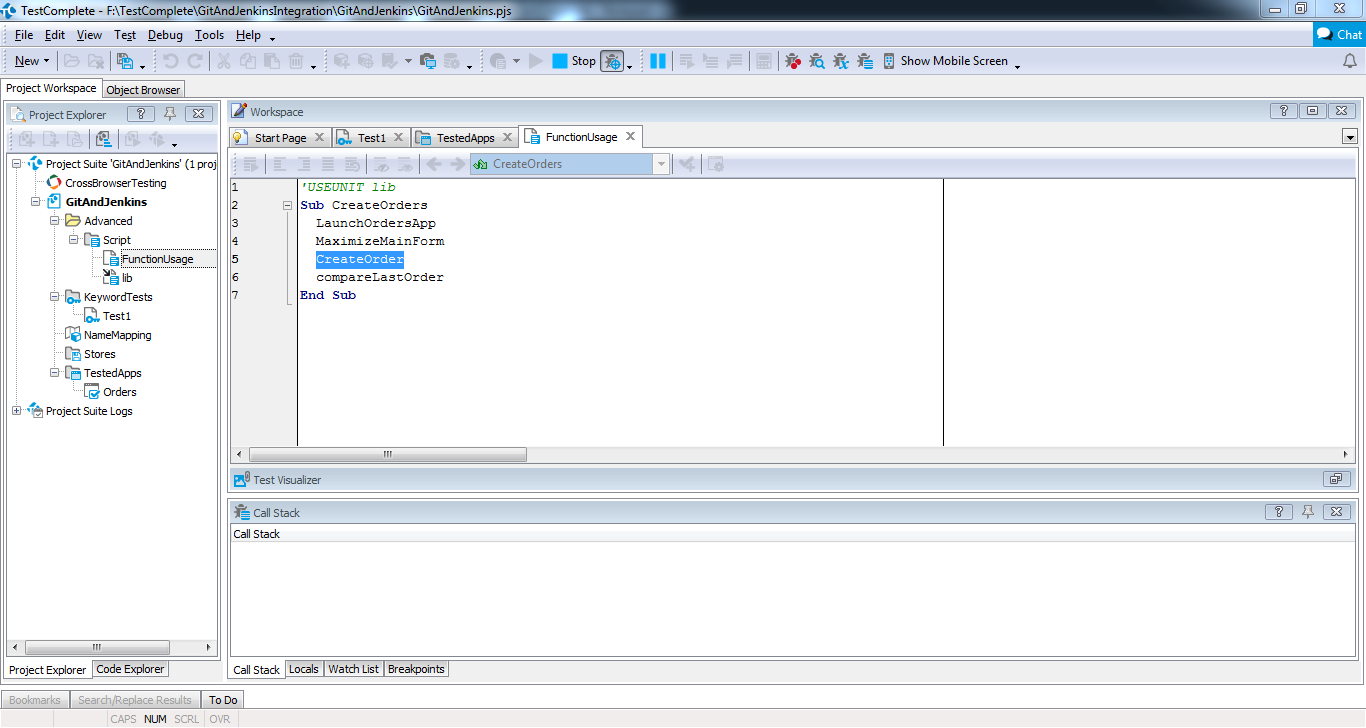 TestComplete - F:\TestComplete\GitAndJenkinsIntegration\GitAndJenkins\GitAndJenkins.pjs
File Edit View Test Debug Tools Help
Chat
New
Stop
Show Mobile Screen
Project Workspace
Object Browser
Project Explorer
Project Suite 'GitAndJenkins' (1 proj
CrossBrowserTesting
GitAndJenkins
Advanced
Script
FunctionUsage
lib
KeywordTests
Test1
NameMapping
Stores
TestedApps
Orders
Project Suite Logs
Project Explorer
Code Explorer
Workspace
Start Page
Test1
TestedApps
FunctionUsage
CreateOrders
1 'USEUNIT lib
2 Sub CreateOrders
3 LaunchOrdersApp
4 MaximizeMainForm
5 CreateOrder
6 compareLastOrder
7 End Sub
Test Visualizer
Call Stack
Call Stack
Call Stack
Locals
Watch List
Breakpoints
Bookmarks
Search/Replace Results
To Do
CAPS NUM SCRL OVR